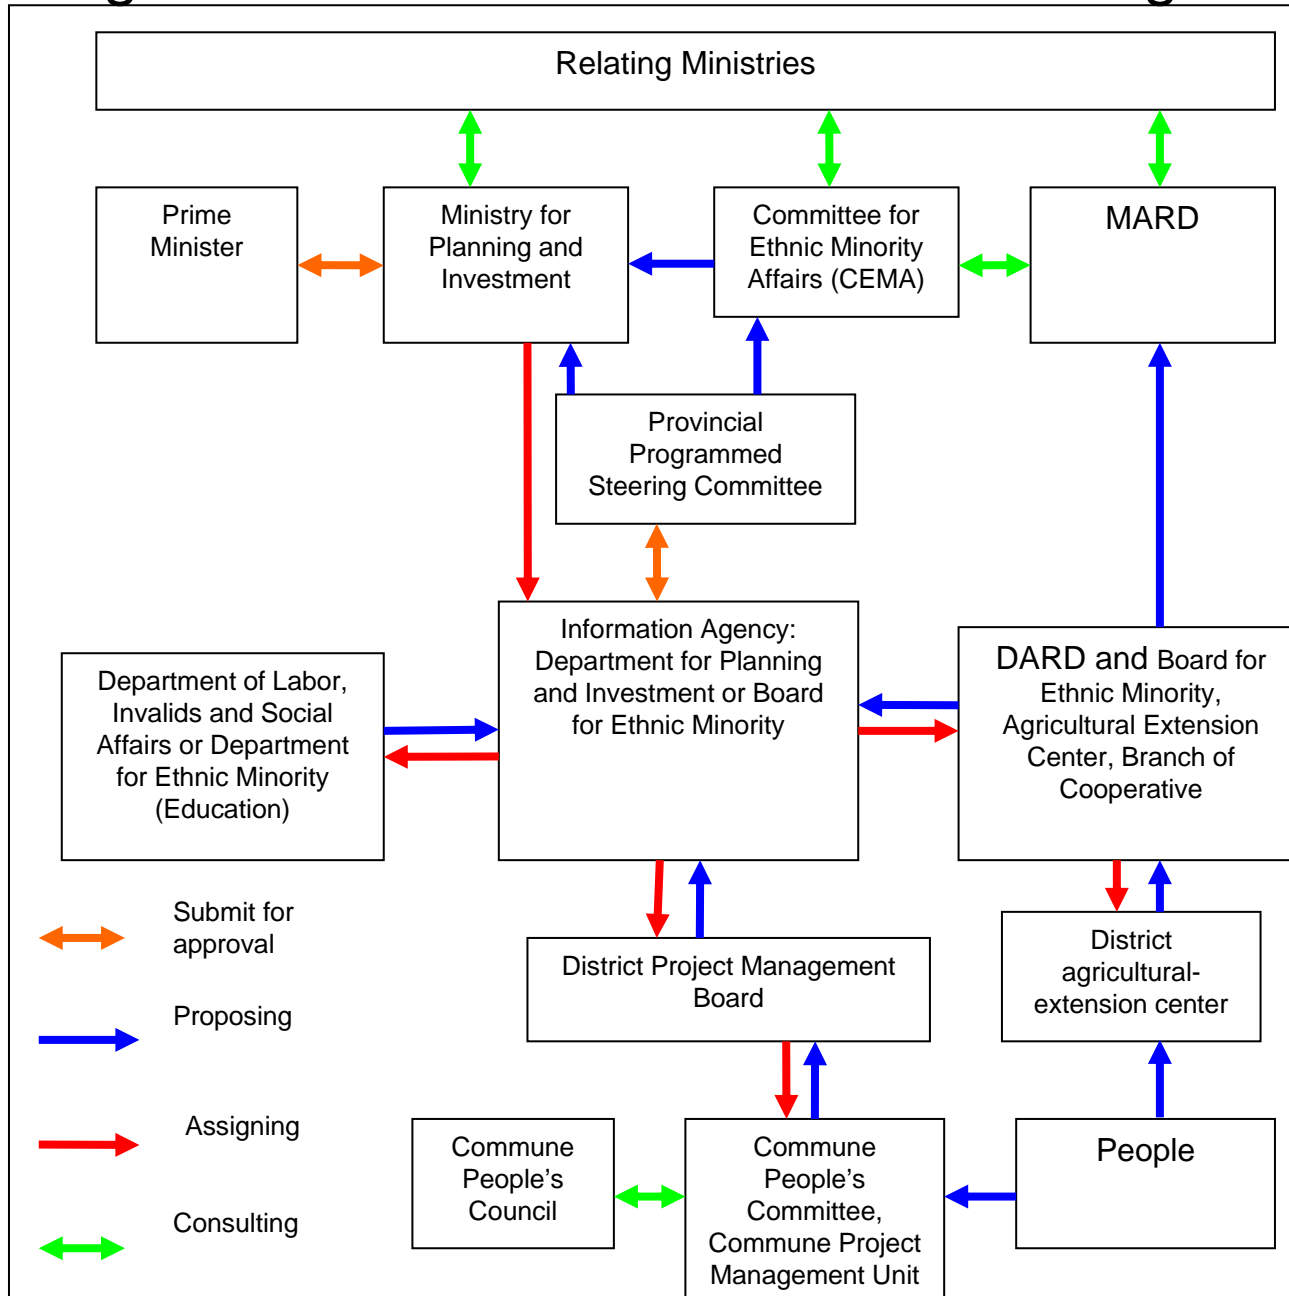 Relating Ministries
Prime
Minister
Ministry for
Planning and
Investment
Committee for
Ethnic Minority
Affairs (CEMA)
MARD
Provincial
Programmed
Steering Committee
Information Agency:
Department for Planning
and Investment or Board
for Ethnic Minority
Department of Labor,
Invalids and Social
Affairs or Department
for Ethnic Minority
(Education)
DARD and Board for
Ethnic Minority,
Agricultural Extension
Center, Branch of
Cooperative
Submit for
approval
District Project Management
Board
District
agricultural-
extension center
Proposing
Assigning
Commune
People’s
Council
Commune
People’s
Committee,
Commune Project
Management Unit
People
Consulting